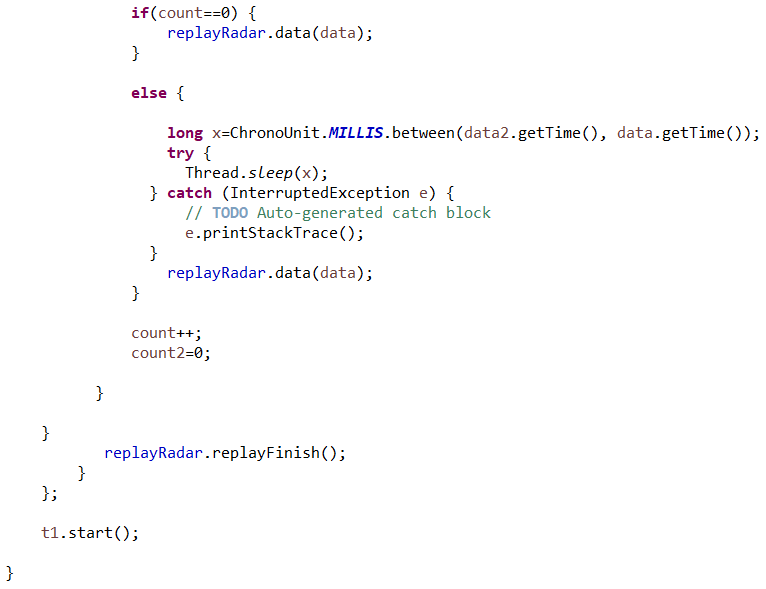 if(count==0) {
replayRadar.data(data);
}
else {
long x=ChronoUnit.MILLIS.between(data2.getTime(), data.getTime());
try {
Thread.sleep(x);
} catch (InterruptedException e) {
// TODO Auto-generated catch block
e.printStackTrace();
}
replayRadar.data(data);
}
count++;
count2=0;
}
}
replayRadar.replayFinish();
}
};
t1.start();
}